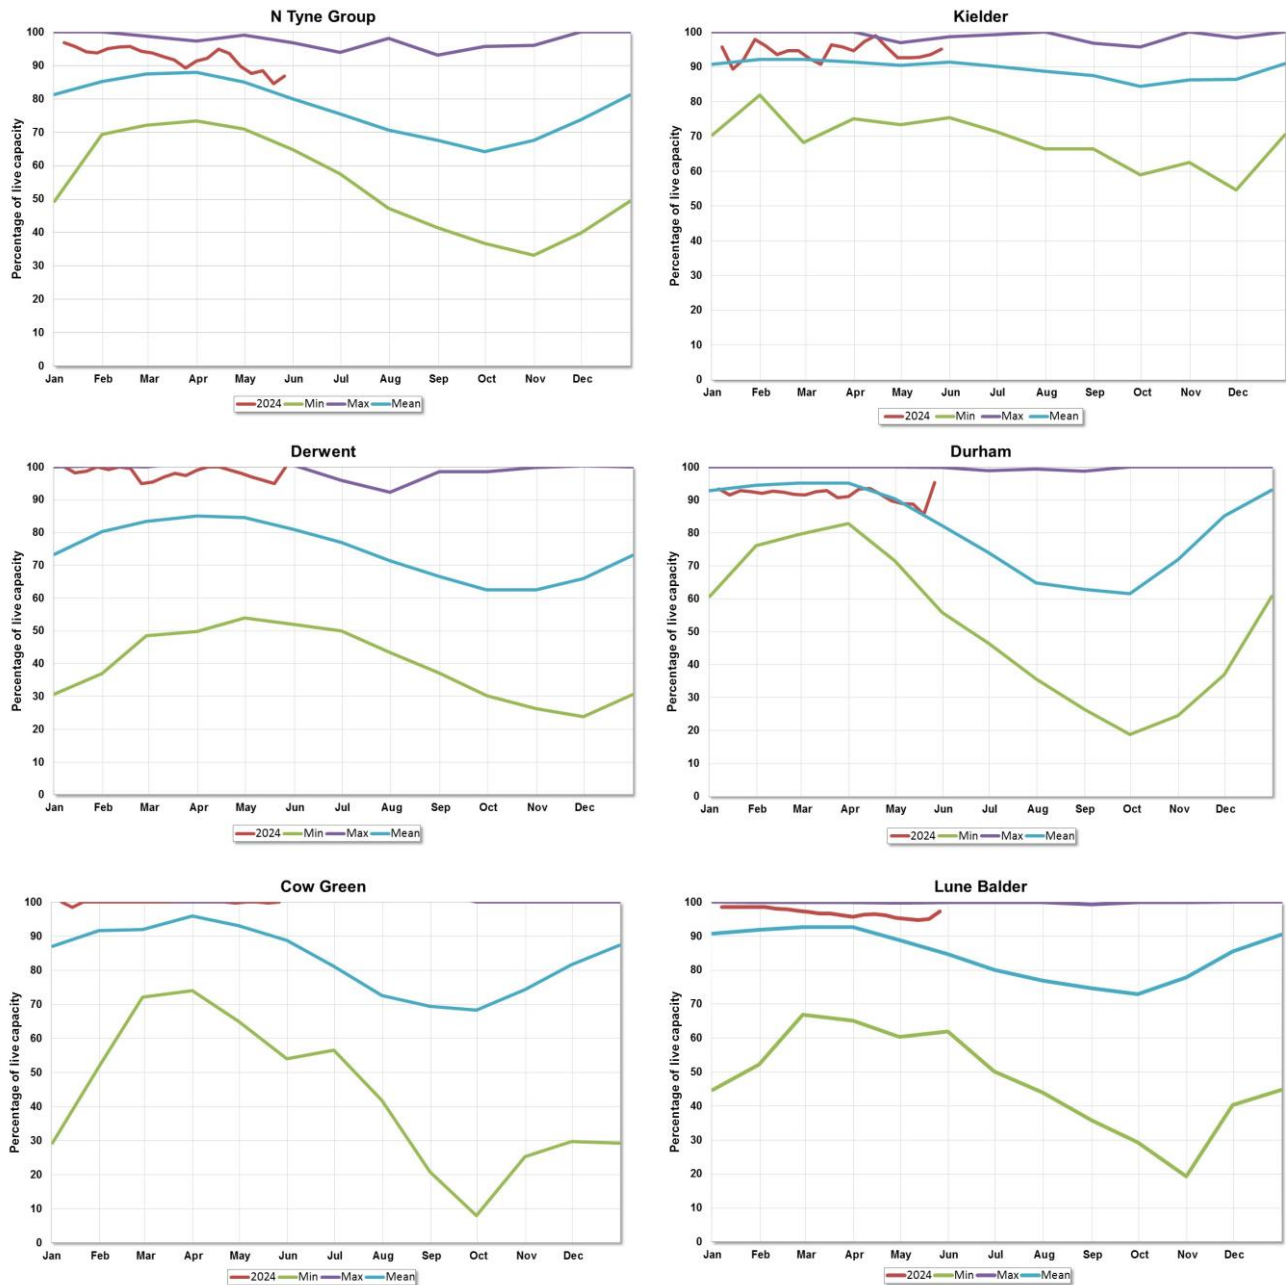 N Tyne Group
Percentage of live capacity
100
90
80
70
60
50
40
30
20
10
0
Jan Feb Mar Apr May Jun Jul Aug Sep Oct Nov Dec
2024 Min Max Mean
Kielder
Percentage of live capacity
100
90
80
70
60
50
40
30
20
10
0
Jan Feb Mar Apr May Jun Jul Aug Sep Oct Nov Dec
2024 Min Max Mean
Derwent
Percentage of live capacity
100
90
80
70
60
50
40
30
20
10
0
Jan Feb Mar Apr May Jun Jul Aug Sep Oct Nov Dec
2024 Min Max Mean
Durham
Percentage of live capacity
100
90
80
70
60
50
40
30
20
10
0
Jan Feb Mar Apr May Jun Jul Aug Sep Oct Nov Dec
2024 Min Max Mean
Cow Green
Percentage of live capacity
100
90
80
70
60
50
40
30
20
10
0
Jan Feb Mar Apr May Jun Jul Aug Sep Oct Nov Dec
2024 Min Max Mean
Lune Balder
Percentage of live capacity
100
90
80
70
60
50
40
30
20
10
0
Jan Feb Mar Apr May Jun Jul Aug Sep Oct Nov Dec
2024 Min Max Mean